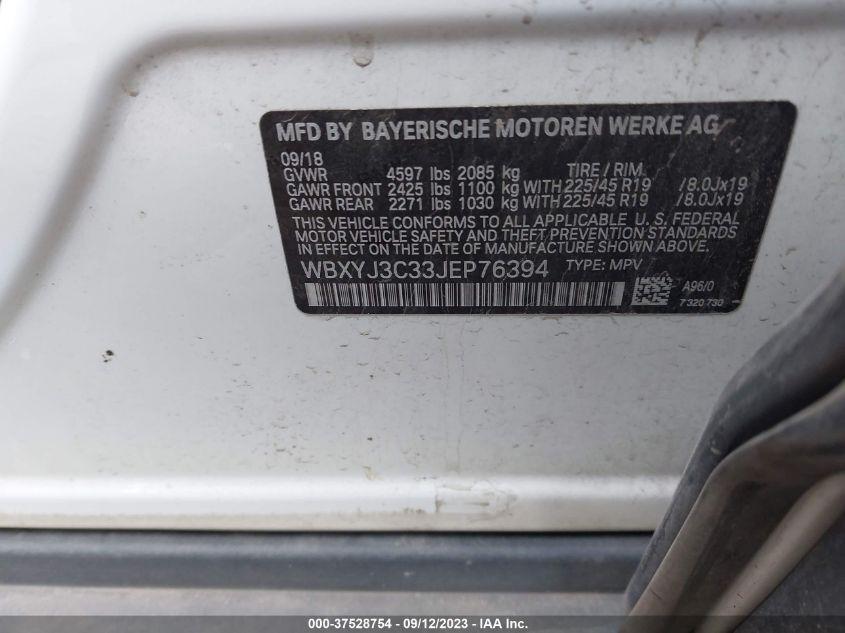 MFD BY BAYERISCHE MOTOREN WERKE AG
09/18
GVWR 4597 lbs 2085 kg TIRE / RIM
GAWR FRONT 2425 lbs 1100 kg WITH 225/45 R19 /8.0Jx19
GAWR REAR 2271 lbs 1030 kg WITH 225/45 R19 /8.0Jx19
THIS VEHICLE CONFORMS TO ALL APPLICABLE U. S. FEDERAL
MOTOR VEHICLE SAFETY AND THEFT PREVENTION STANDARDS
IN EFFECT ON THE DATE OF MANUFACTURE SHOWN ABOVE.
WBXYJ3C33JEP76394 TYPE: MPV
A96/0
7 320 730
000-37528754 - 09/12/2023 - IAA Inc.